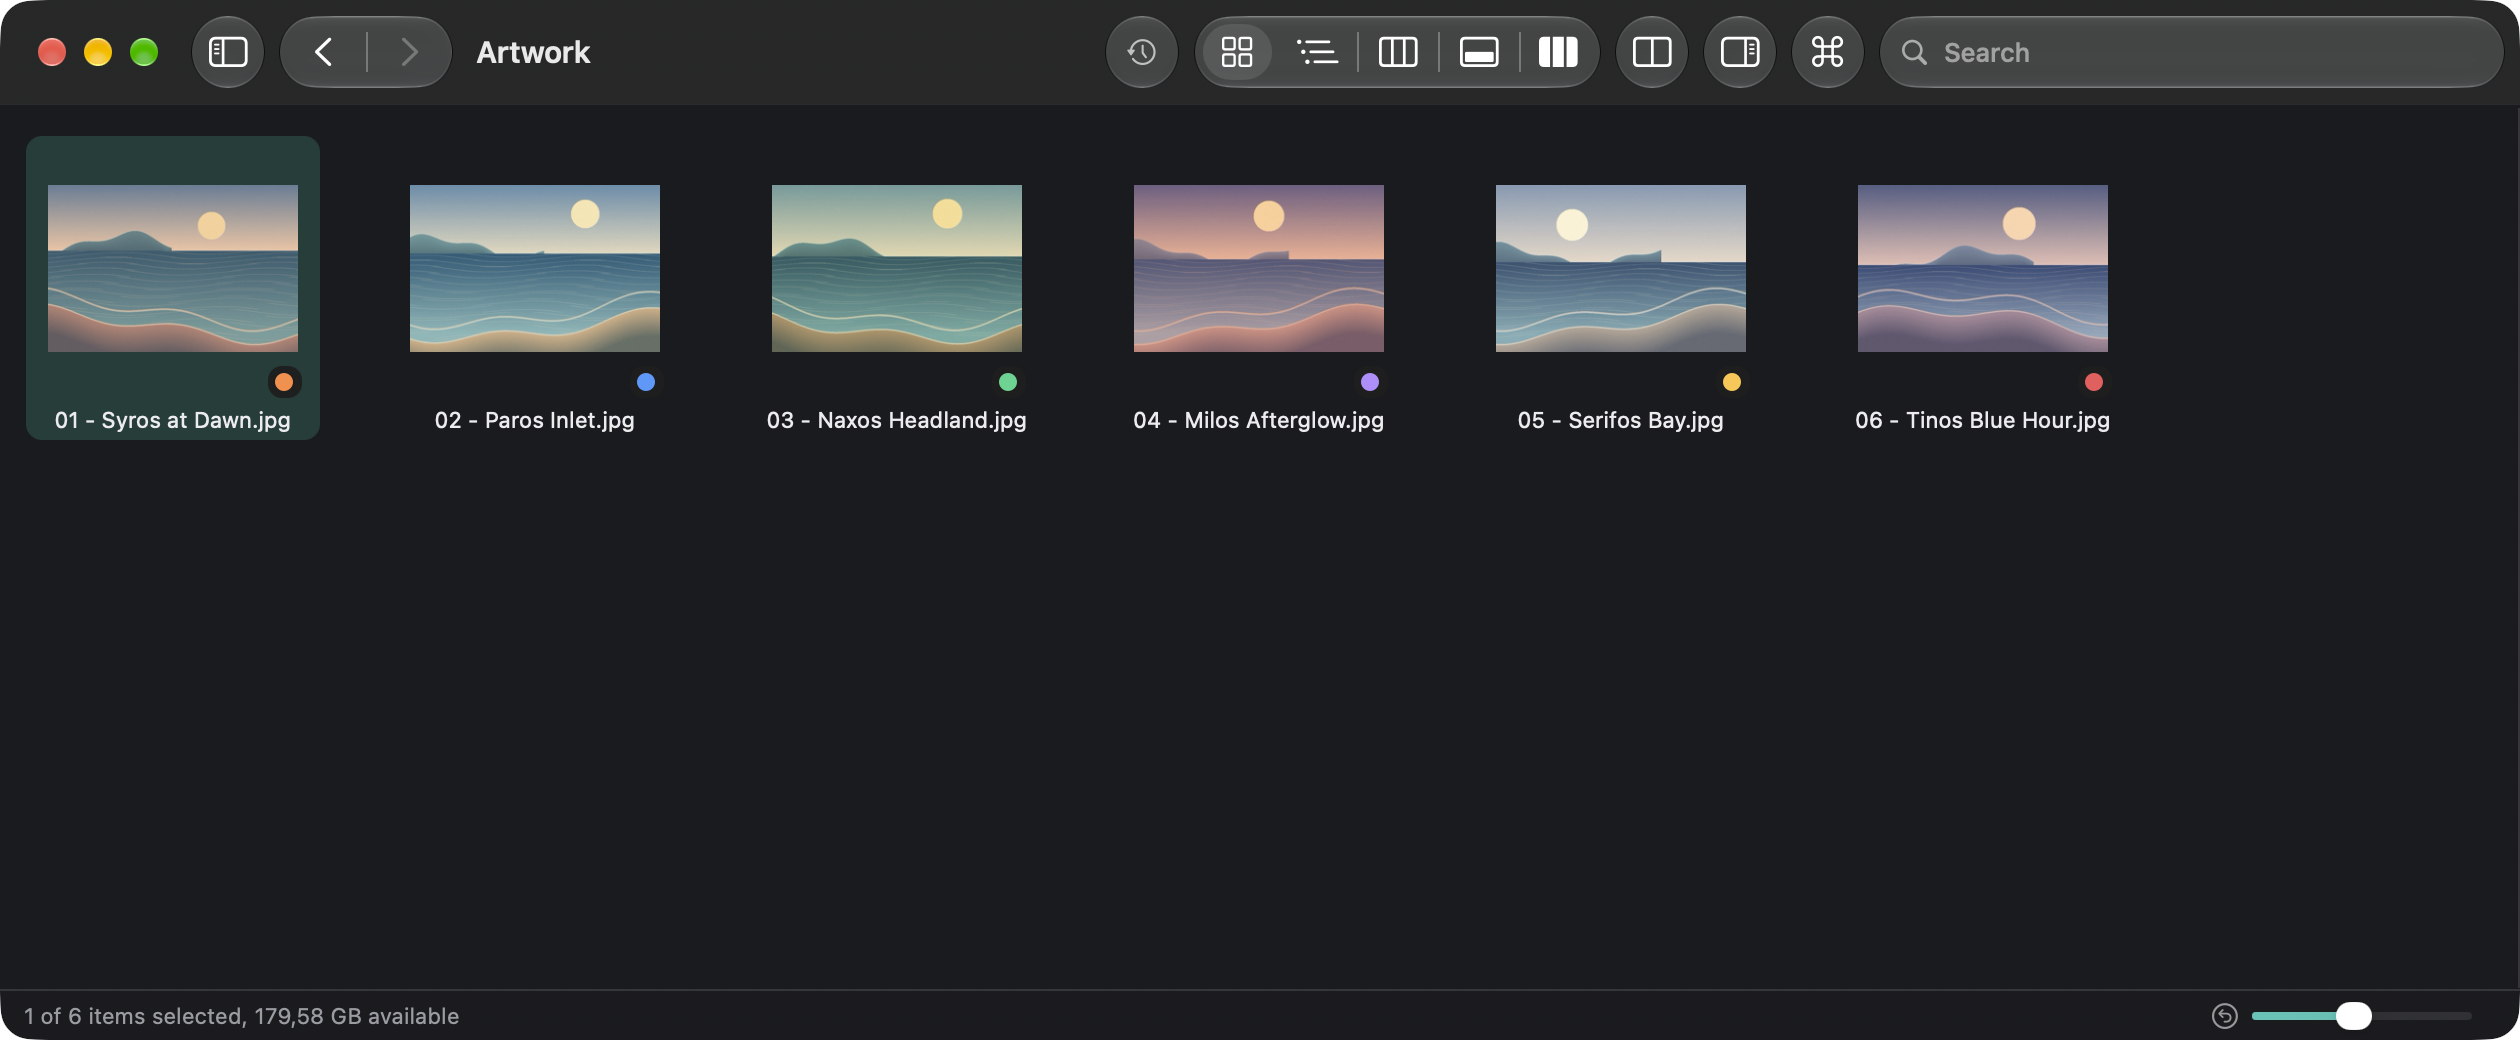 Artwork
Search
01 - Syros at Dawn.jpg
02 - Paros Inlet.jpg
03 - Naxos Headland.jpg
04 - Milos Afterglow.jpg
05 - Serifos Bay.jpg
06 - Tinos Blue Hour.jpg
1 of 6 items selected, 179,58 GB available